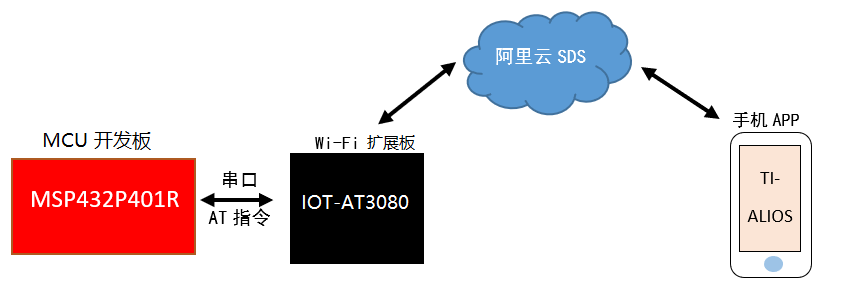 阿里云 SDS
手机 APP
MCU 开发板
Wi-Fi 扩展板
MSP432P401R
串口
AT 指令
IOT-AT3080
TI-
ALIOS